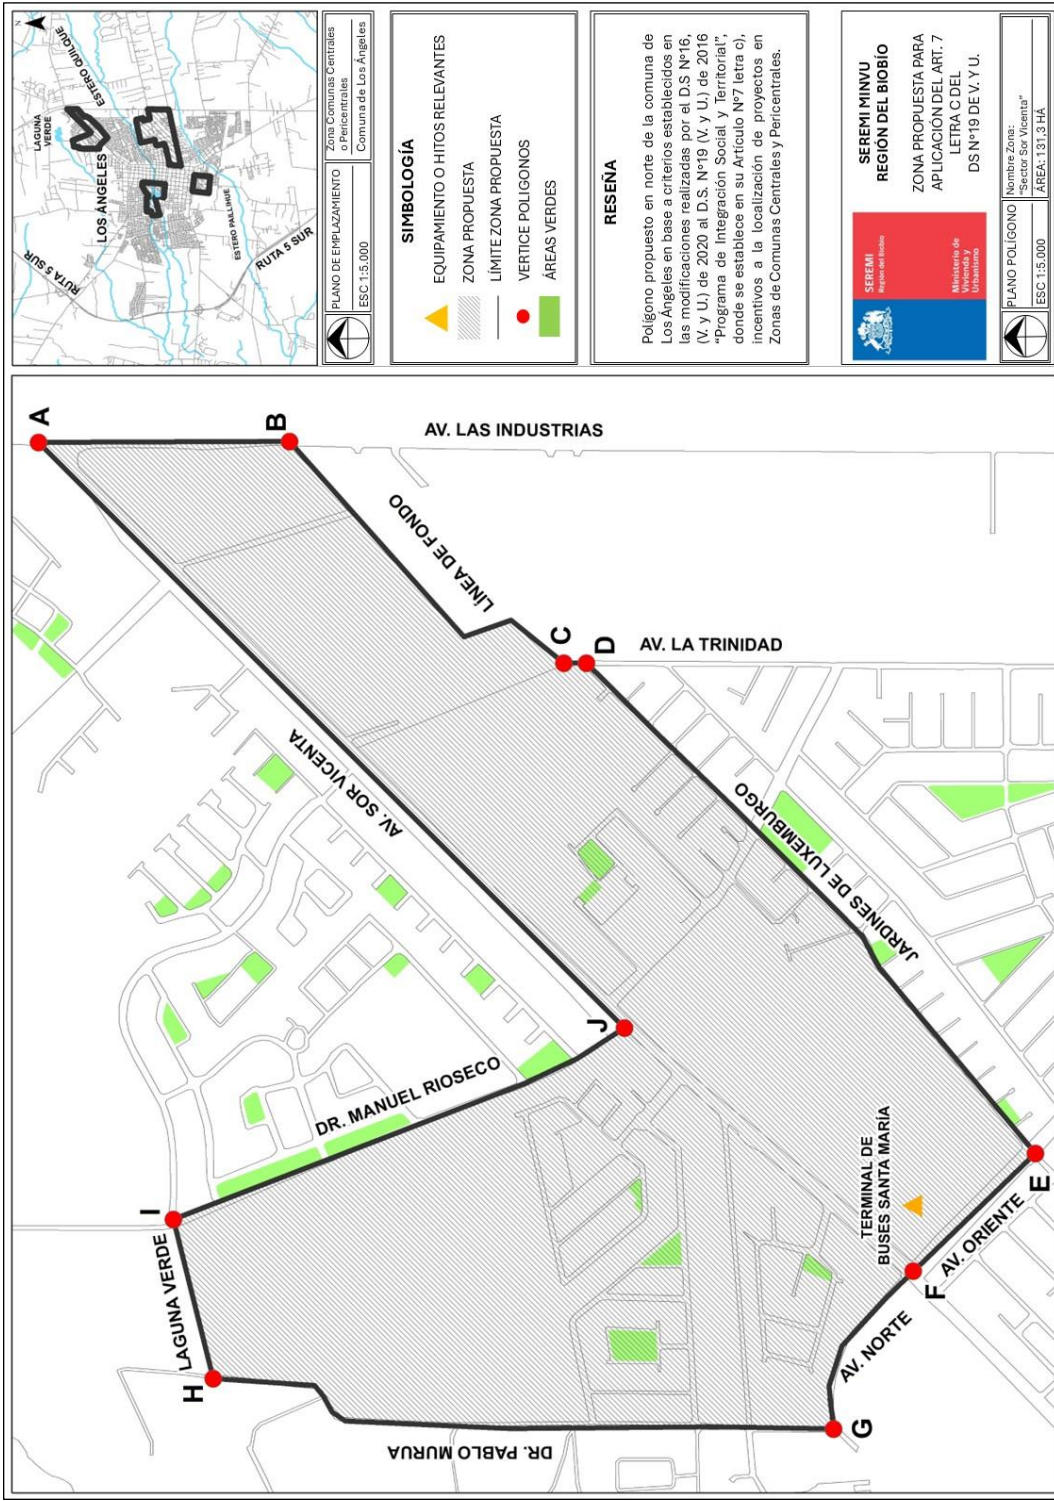 A
B
C
D
E
F
G
H
I
J
AV. LAS INDUSTRIAS
LÍNEA DE FONDO
AV. LA TRINIDAD
AV. SOR VICENTA
JARDINES DE LUXEMBURGO
DR. MANUEL RIOSECO
LAGUNA VERDE
DR. PABLO MURUA
TERMINAL DE
BUSES SANTA MARÍA
AV. ORIENTE
AV. NORTE
N
ESTERO QUILQUE
LAGUNA
VERDE
LOS ÁNGELES
RUTA 5 SUR
ESTERO PAILLIHUE
RUTA 5 SUR
PLANO DE EMPLAZAMIENTO
ESC 1:5.000
Zona Comunas Centrales
o Pericentrales
Comuna de Los Ángeles
SIMBOLOGÍA
EQUIPAMIENTO O HITOS RELEVANTES
ZONA PROPUESTA
LÍMITE ZONA PROPUESTA
VERTICE POLIGONOS
ÁREAS VERDES
RESEÑA
Polígono propuesto en norte de la comuna de
Los Ángeles en base a criterios establecidos en
las modificaciones realizadas por el D.S N°16,
(V. y U.) de 2020 al D.S. N°19 (V. y U.) de 2016
"Programa de Integración Social y Territorial",
donde se establece en su Artículo N°7 letra c),
incentivos a la localización de proyectos en
Zonas de Comunas Centrales y Pericentrales.
SEREMI
Región del Biobío
Ministerio de
Vivienda y
Urbanismo
SEREMI MINVU
REGIÓN DEL BIOBÍO
ZONA PROPUESTA PARA
APLICACIÓN DEL ART. 7
LETRA C DEL
DS N°19 DE V. Y U.
PLANO POLÍGONO
ESC 1:5.000
Nombre Zona:
"Sector Sor Vicenta"
ÁREA: 131,3 HÁ